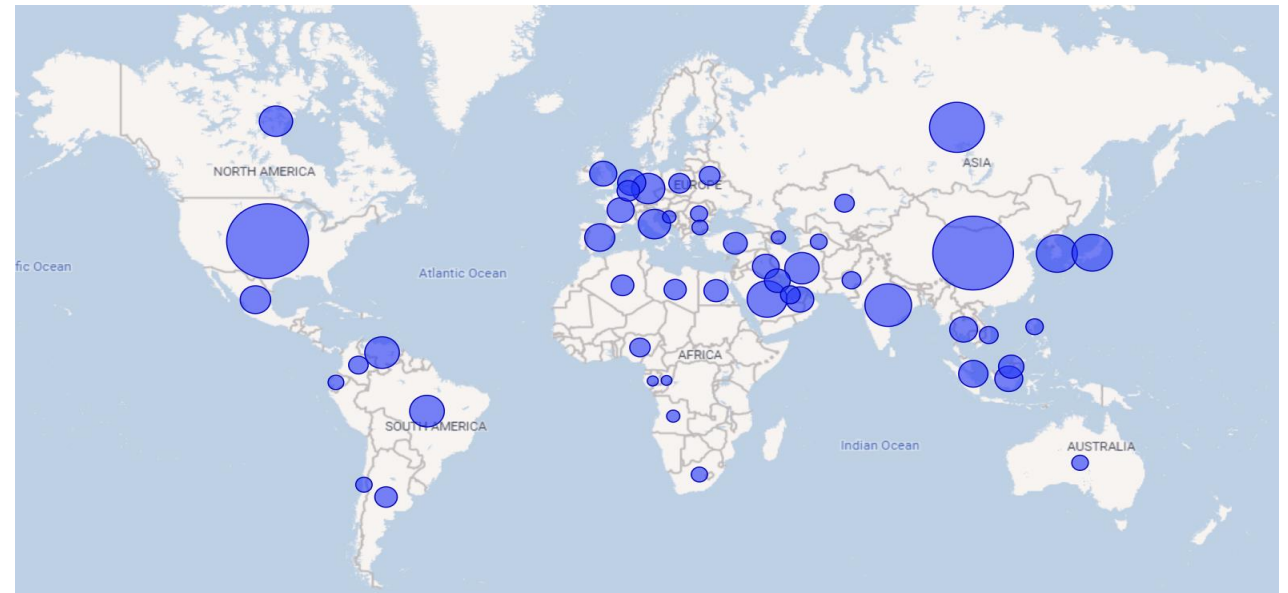 ASIA
NORTH AMERICA
EUROPE
fic Ocean
Atlantic Ocean
AFRICA
SOUTH AMERICA
Indian Ocean
AUSTRALIA